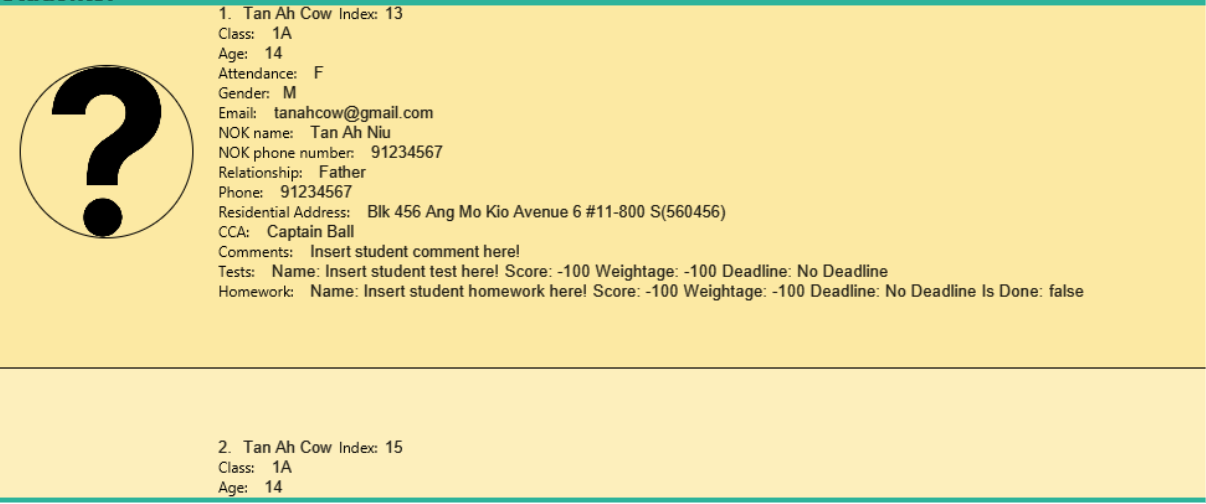 1. Tan Ah Cow Index: 13
Class: 1A
Age: 14
Attendance: F
Gender: M
Email: tanahcow@gmail.com
NOK name: Tan Ah Niu
NOK phone number: 91234567
Relationship: Father
Phone: 91234567
Residential Address: Blk 456 Ang Mo Kio Avenue 6 #11-800 S(560456)
CCA: Captain Ball
Comments: Insert student comment here!
Tests: Name: Insert student test here! Score: -100 Weightage: -100 Deadline: No Deadline
Homework: Name: Insert student homework here! Score: -100 Weightage: -100 Deadline: No Deadline Is Done: false
?
2. Tan Ah Cow Index: 15
Class: 1A
Age: 14